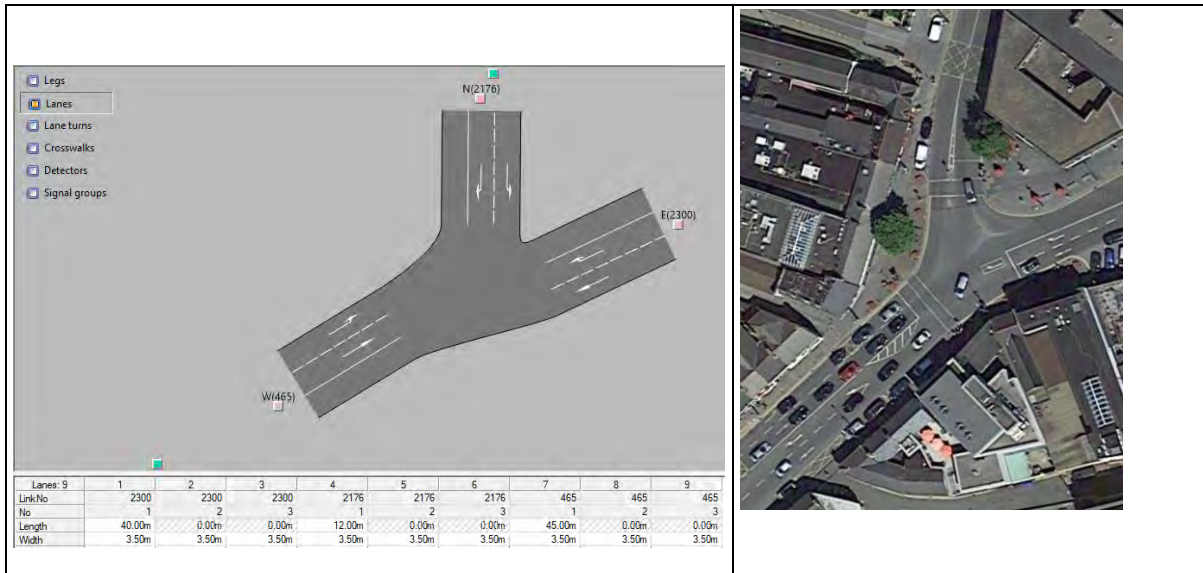 Legs
Lanes
Lane turns
Crosswalks
Detectors
Signal groups
N(2176)
E(2300)
W(465)
Lanes: 9 1 2 3 4 5 6 7 8 9
LinkNo 2300 2300 2300 2176 2176 2176 465 465 465
No 1 2 3 1 2 3 1 2 3
Length 40.00m 0.00m 0.00m 12.00m 0.00m 0.00m 45.00m 0.00m 0.00m
Width 3.50m 3.50m 3.50m 3.50m 3.50m 3.50m 3.50m 3.50m 3.50m